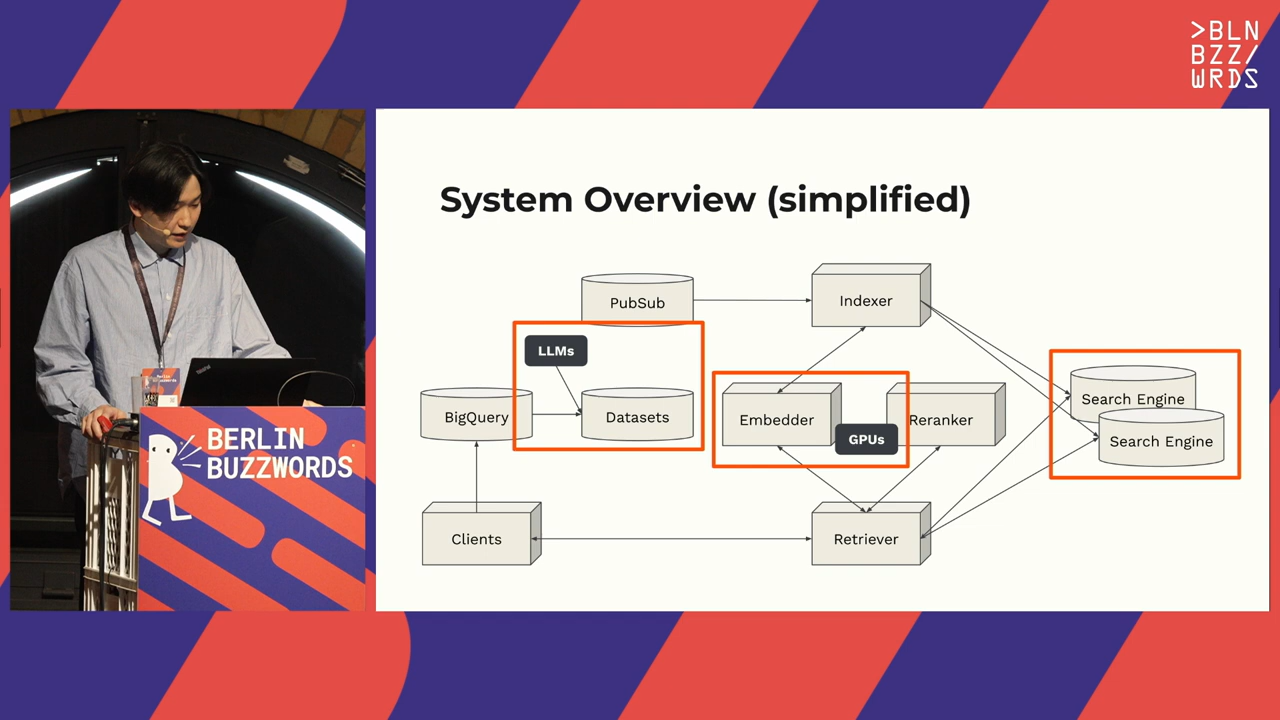 >BLN
BZZ/
WRDS
System Overview (simplified)
PubSub
Indexer
LLMs
BigQuery
Datasets
Embedder
GPUs
Reranker
Search Engine
Search Engine
Clients
Retriever
ThinkPad
BERLIN
BUZZWORDS